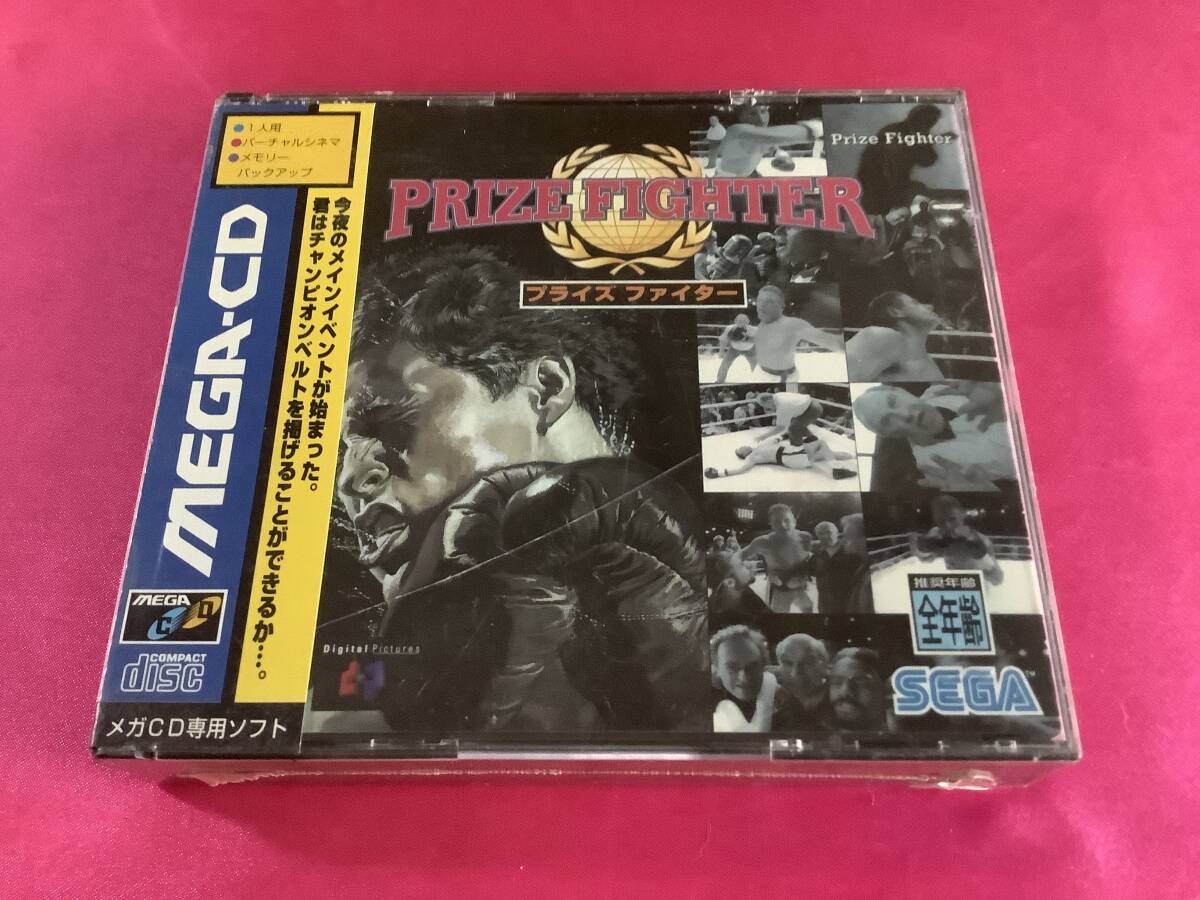 ●1人用
●バーチャルシネマ
●メモリー
バックアップ
今夜のメインイベントが始まった。
君はチャンピオンベルトを掲げることができるか…。
MEGA-CD
MEGA
CD
COMPACT
disc
メガCD専用ソフト
Prize Fighter
PRIZE FIGHTER
プライズ ファイター
Digital Pictures
推奨年齢
全年齢
SEGA
TM